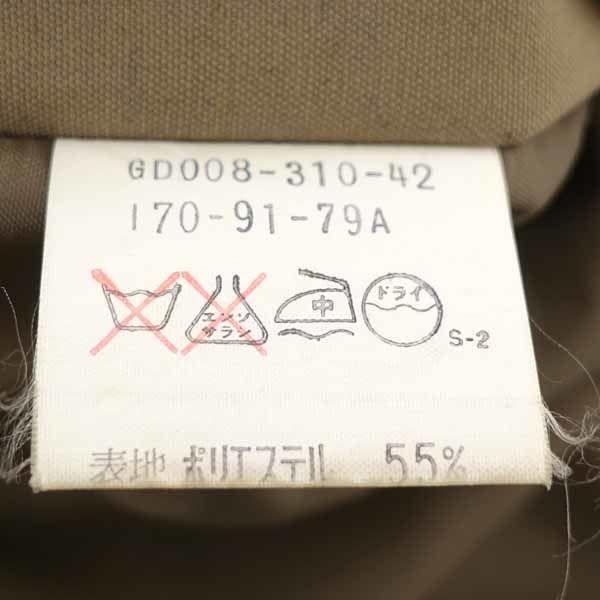 GD008-310-42
170-91-79A
エンソ
サラシ
中
ドライ
S-2
表地 ポリエステル 55%